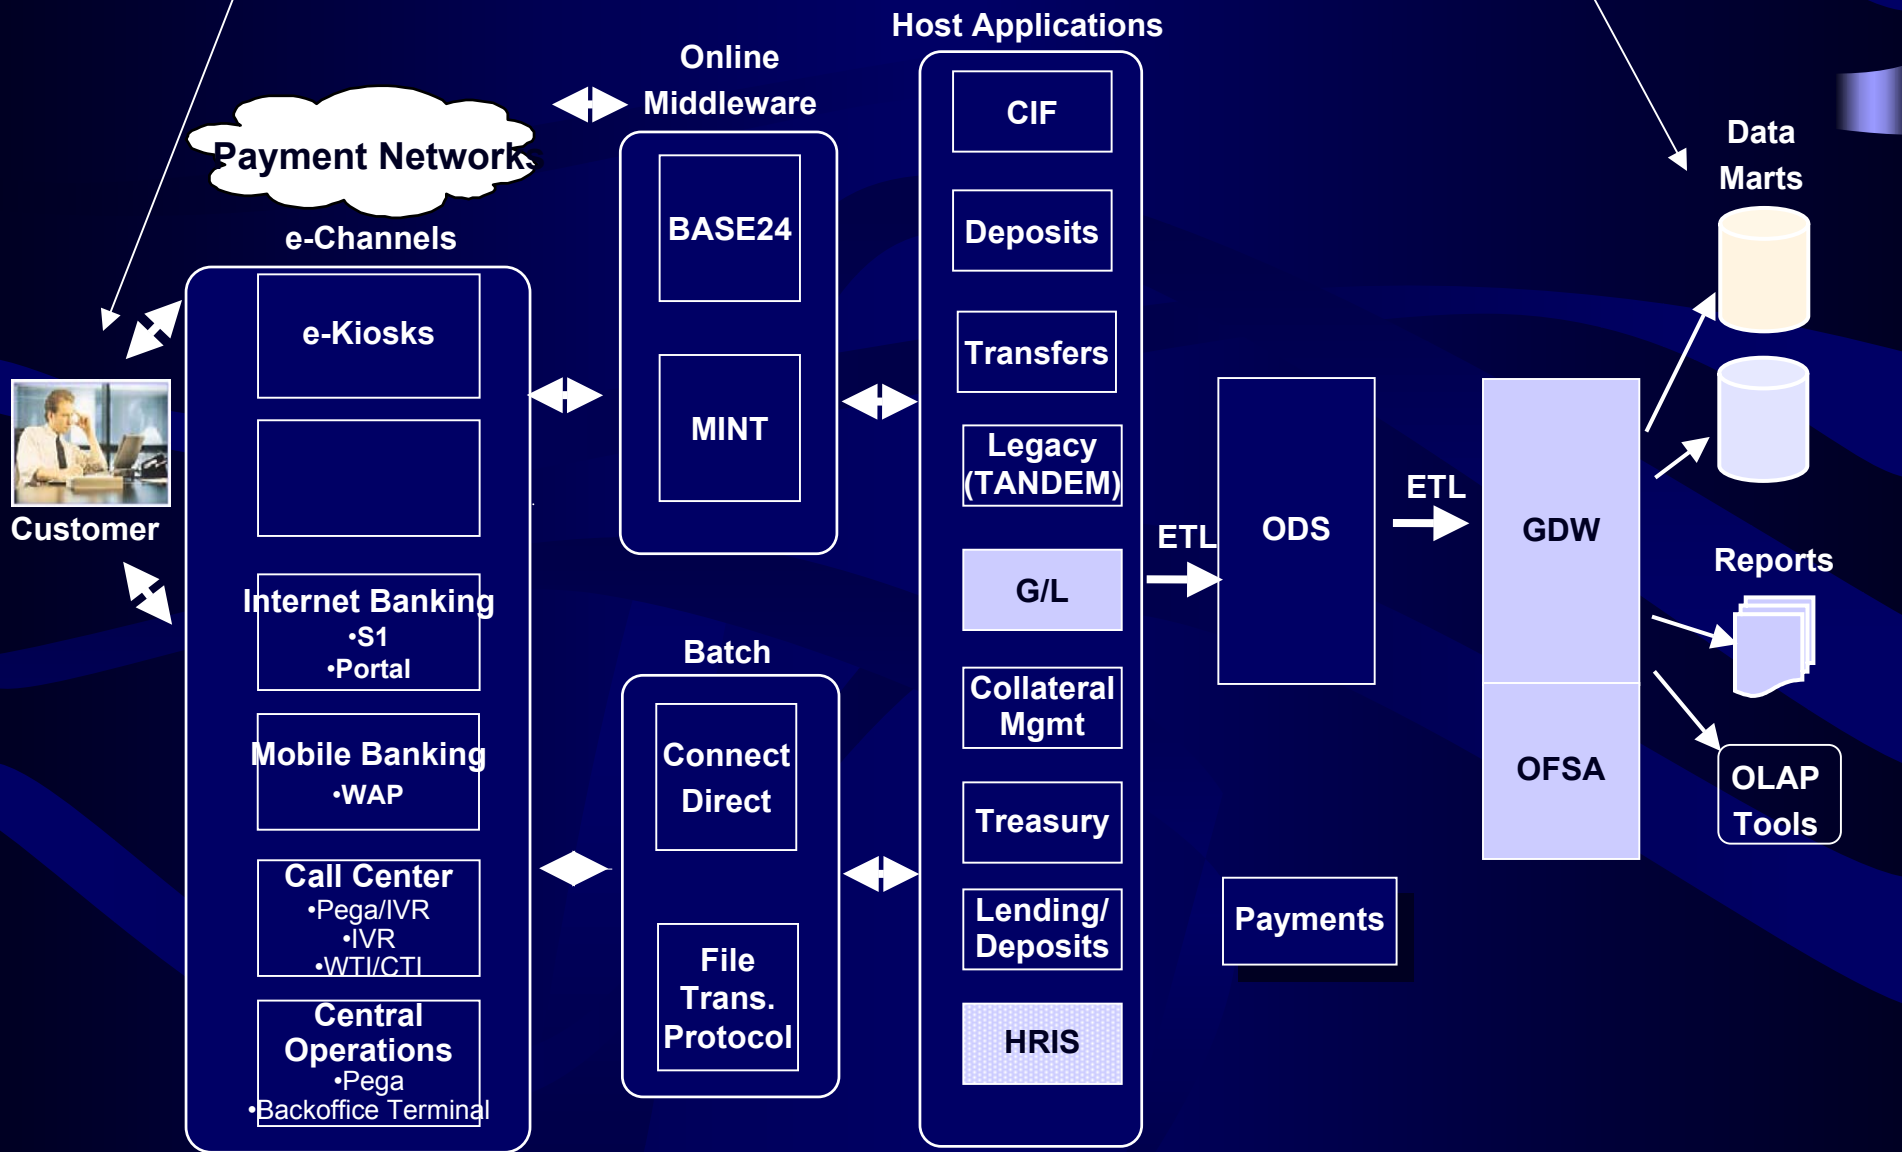 Host Applications
Online
Middleware
Payment Networks
e-Channels
e-Kiosks
Internet Banking
•S1
•Portal
Mobile Banking
•WAP
Call Center
•Pega/IVR
•IVR
•WTI/CTI
Central
Operations
•Pega
•Backoffice Terminal
Customer
BASE24
MINT
Batch
Connect
Direct
File
Trans.
Protocol
CIF
Deposits
Transfers
Legacy
(TANDEM)
G/L
Collateral
Mgmt
Treasury
Lending/
Deposits
HRIS
ETL
ODS
Payments
ETL
GDW
OFSA
Data
Marts
Reports
OLAP
Tools